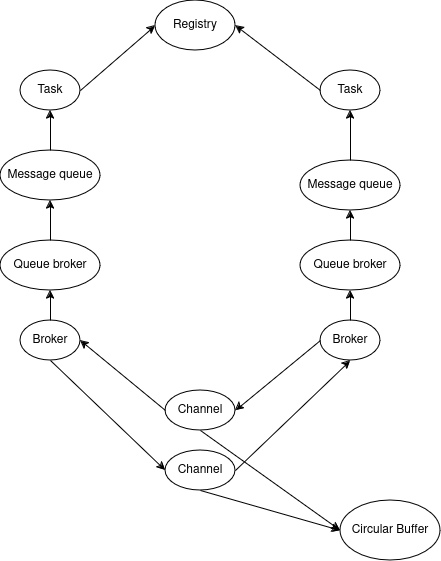 Registry
Task
Task
Message queue
Message queue
Queue broker
Queue broker
Broker
Broker
Channel
Channel
Circular Buffer